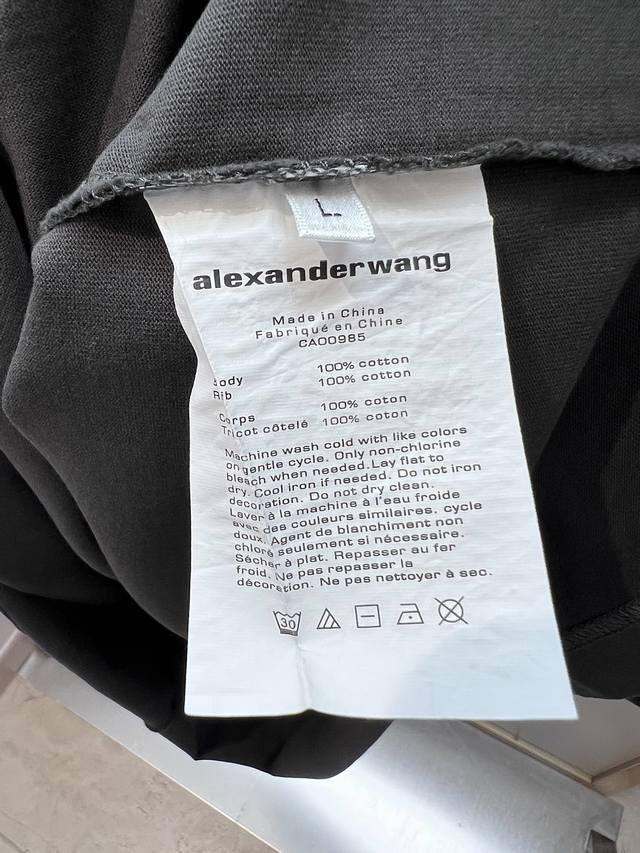 L
alexanderwang
Made in China
Fabriqué en Chine
CA00985
Body 100% cotton
Rib 100% cotton
Corps 100% coton
Tricot côtelé 100% coton
Machine wash cold with like colors
on gentle cycle. Only non-chlorine
bleach when needed.Lay flat to
dry. Cool iron if needed. Do not iron
decoration. Do not dry clean.
Laver à la machine à l'eau froide
avec des couleurs similaires. cycle
doux. Agent de blanchiment non
chloré seulement si nécessaire.
Sécher à plat. Repasser au fer
froid. Ne pas repasser la
décoration. Ne pas nettoyer à sec.
30